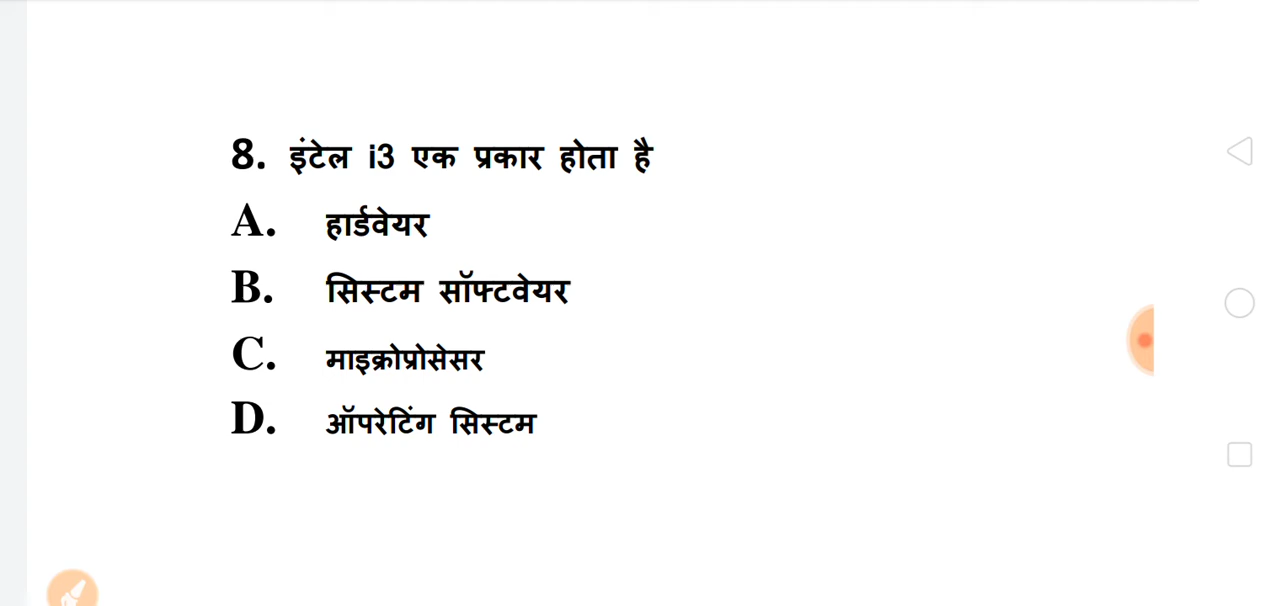 8. इंटेल i3 एक प्रकार होता है
A. हार्डवेयर
B. सिस्टम सॉफ्टवेयर
C. माइक्रोप्रोसेसर
D. ऑपरेटिंग सिस्टम